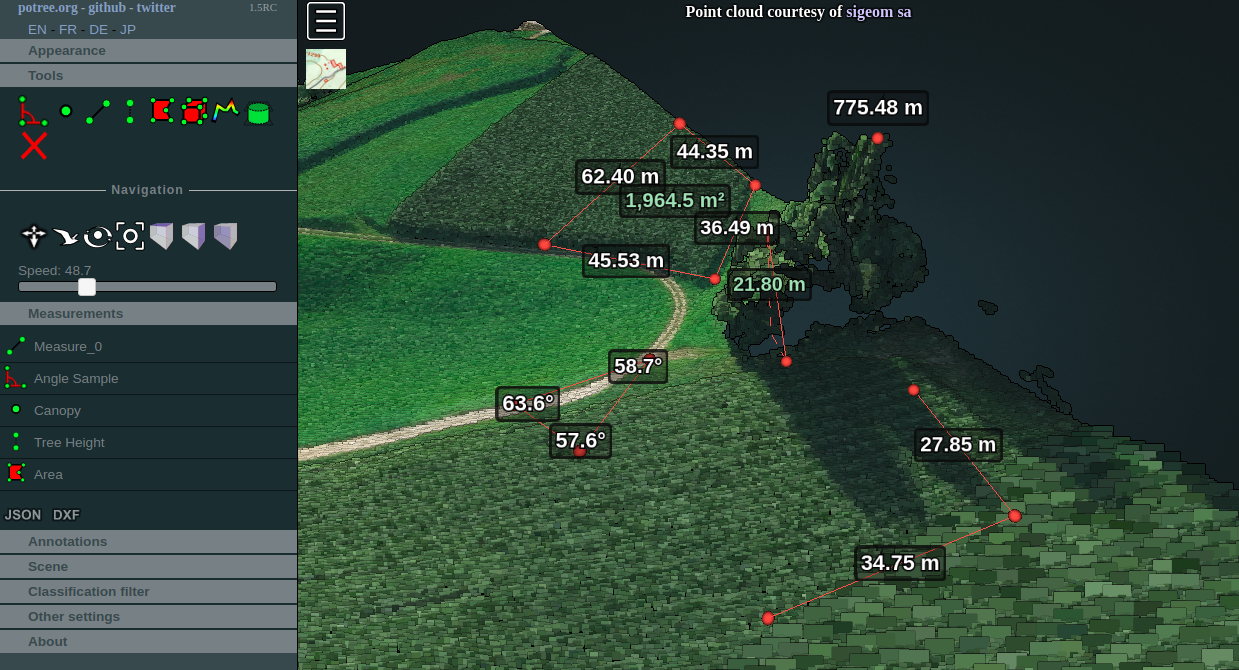 potree.org - github - twitter
1.5RC
EN - FR - DE - JP
Appearance
Tools
Navigation
Speed: 48.7
Measurements
Measure_0
Angle Sample
Canopy
Tree Height
Area
JSON DXF
Annotations
Scene
Classification filter
Other settings
About
Point cloud courtesy of sigeom sa
775.48 m
44.35 m
62.40 m
1,964.5 m²
36.49 m
45.53 m
21.80 m
58.7°
63.6°
57.6°
27.85 m
34.75 m